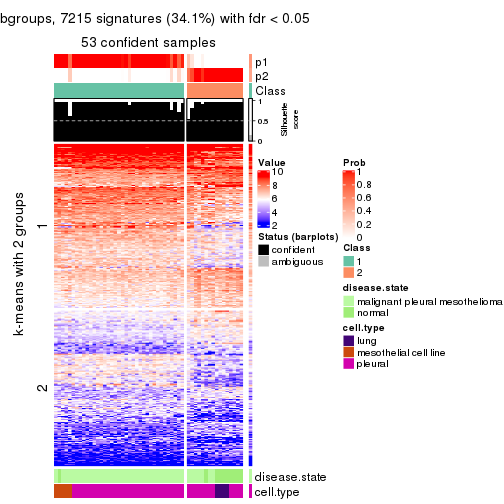 bgroups, 7215 signatures (34.1%) with fdr < 0.05
53 confident samples
p1
p2
Class
1
0.5
0
Silhouette
score
k-means with 2 groups
1
2
Value
10
8
6
4
2
Status (barplots)
confident
ambiguous
Prob
1
0.8
0.6
0.4
0.2
0
Class
1
2
disease.state
malignant pleural mesothelioma
normal
cell.type
lung
mesothelial cell line
pleural
disease.state
cell.type